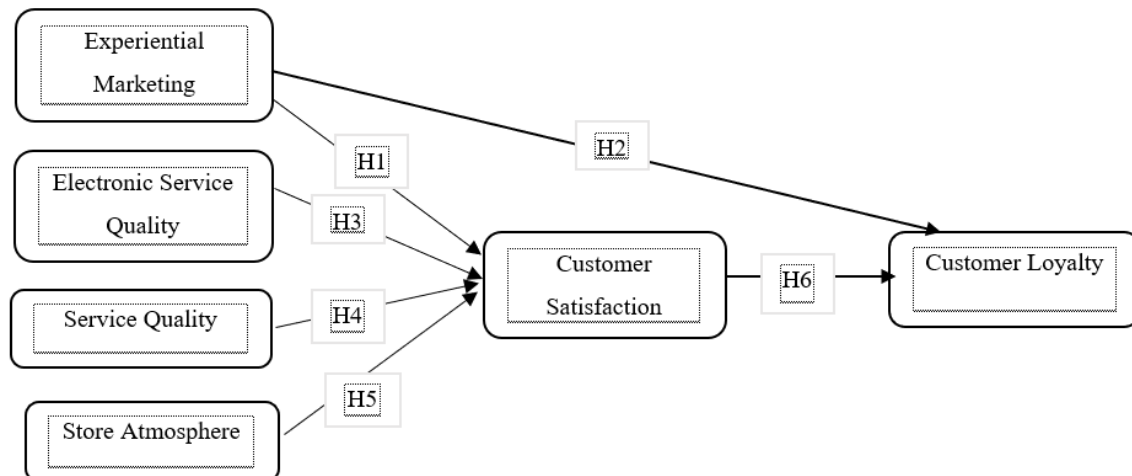 Experiential
Marketing
H1
H2
Electronic Service
Quality
H3
Customer
Satisfaction
H6
Customer Loyalty
Service Quality
H4
H5
Store Atmosphere